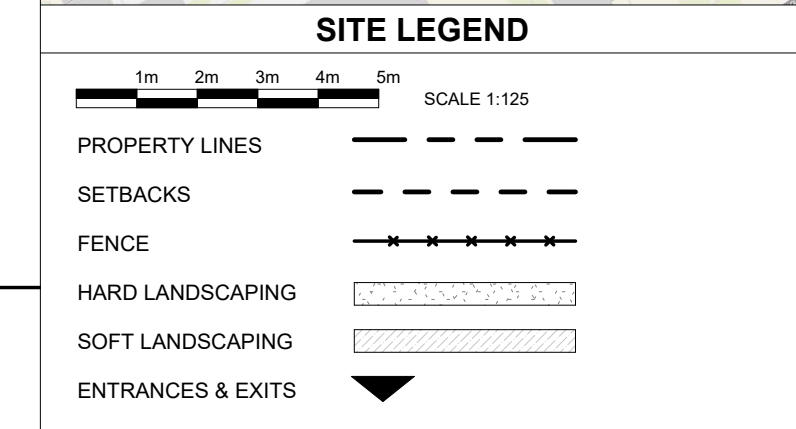 SITE LEGEND
1m 2m 3m 4m 5m
SCALE 1:125
PROPERTY LINES
SETBACKS
FENCE
HARD LANDSCAPING
SOFT LANDSCAPING
ENTRANCES & EXITS